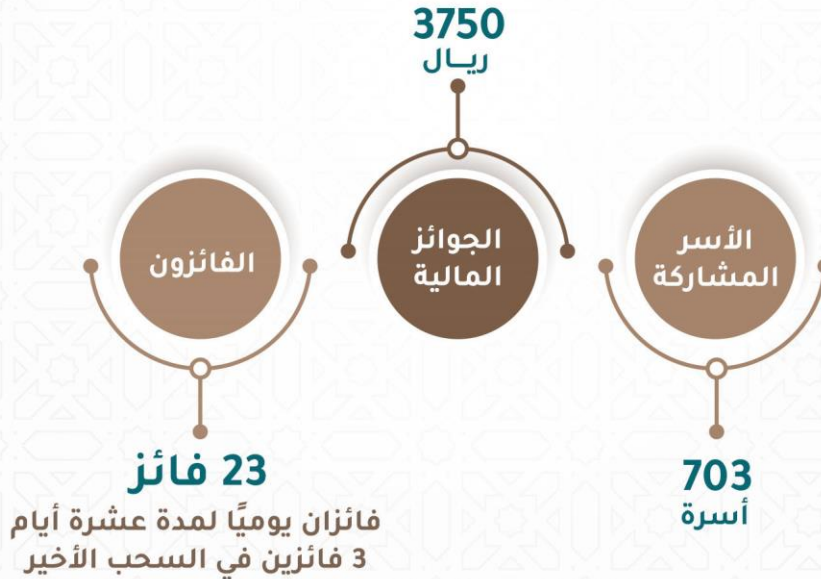 الأسر
المشاركة
703
أسرة
3750
ريــال
الجوائز
المالية
الفائزون
23 فائز
فائزان يوميًا لمدة عشرة أيام
3 فائزين في السحب الأخير